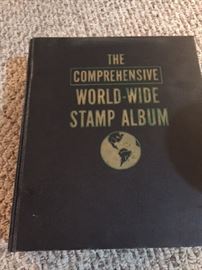 THE
COMPREHENSIVE
WORLD-WIDE
STAMP ALBUM